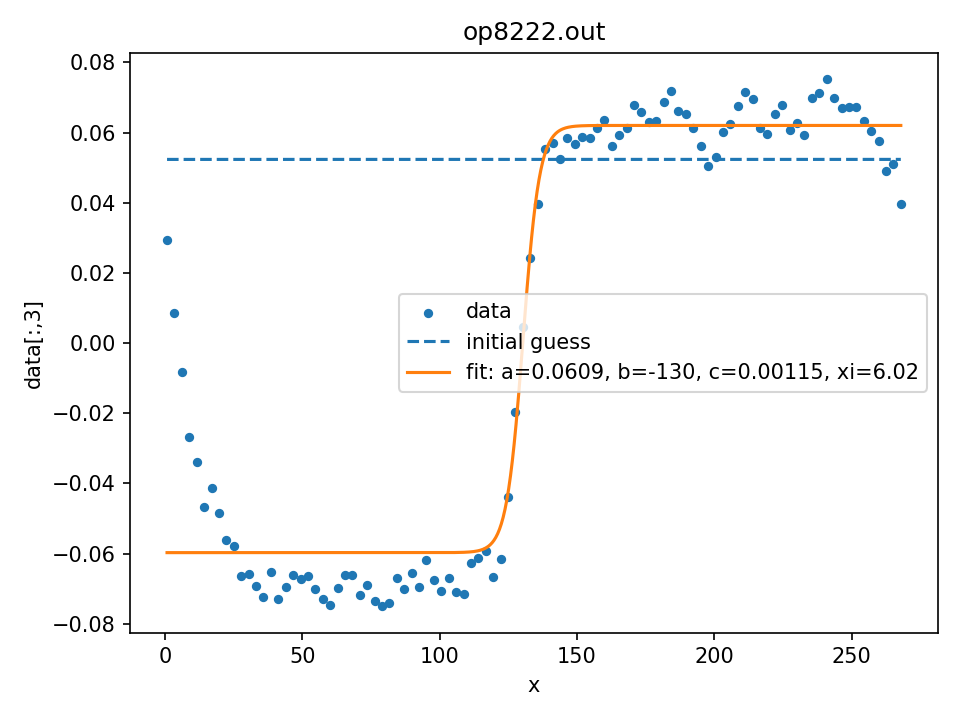 op8222.out
0.08
0.06
0.04
0.02
0.00
−0.02
−0.04
−0.06
−0.08
data[:,3]
data
initial guess
fit: a=0.0609, b=-130, c=0.00115, xi=6.02
0 50 100 150 200 250
x